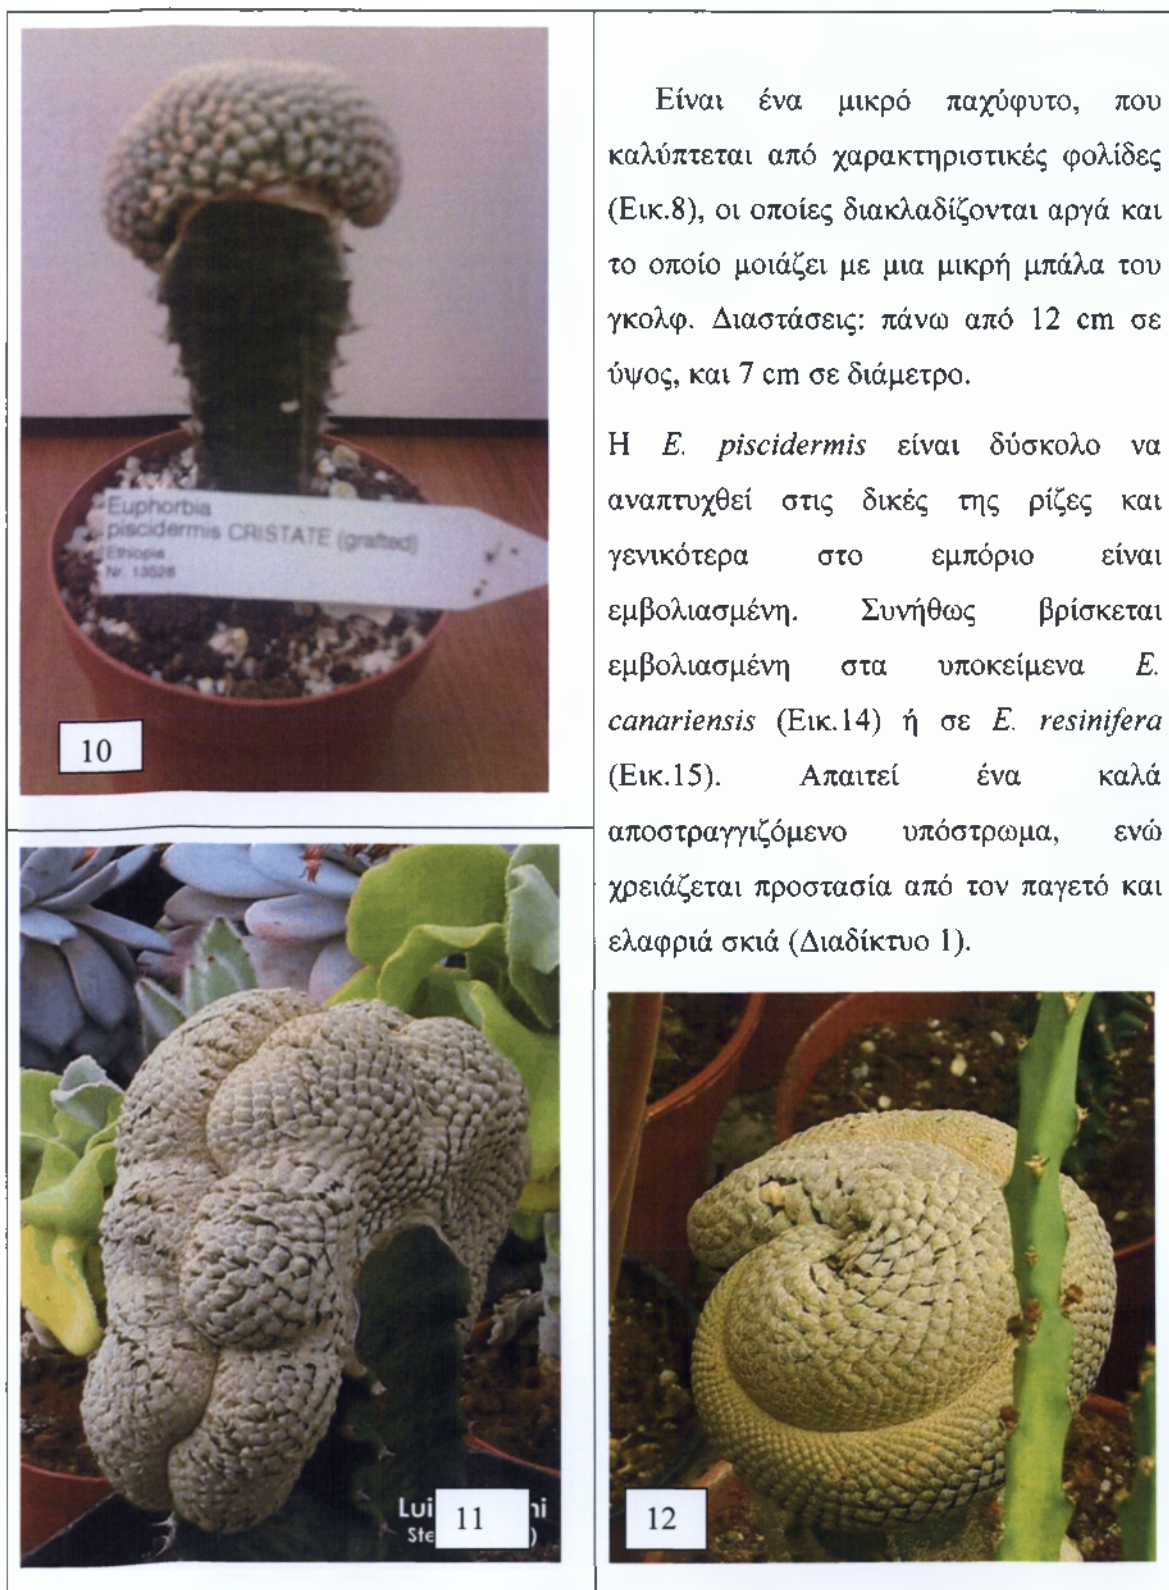 Euphorbia
piscidermis CRISTATE (grafted)
Ethiopia
Nr. 13528
10
Είναι ένα μικρό παχύφυτο, που
καλύπτεται από χαρακτηριστικές φολίδες
(Εικ.8), οι οποίες διακλαδίζονται αργά και
το οποίο μοιάζει με μια μικρή μπάλα του
γκολφ. Διαστάσεις: πάνω από 12 cm σε
ύψος, και 7 cm σε διάμετρο.
Η E. piscidermis είναι δύσκολο να
αναπτυχθεί στις δικές της ρίζες και
γενικότερα στο εμπόριο είναι
εμβολιασμένη. Συνήθως βρίσκεται
εμβολιασμένη στα υποκείμενα E.
canariensis (Εικ.14) ή σε E. resinifera
(Εικ.15). Απαιτεί ένα καλά
αποστραγγιζόμενο υπόστρωμα, ενώ
χρειάζεται προστασία από τον παγετό και
ελαφριά σκιά (Διαδίκτυο 1).
11
12